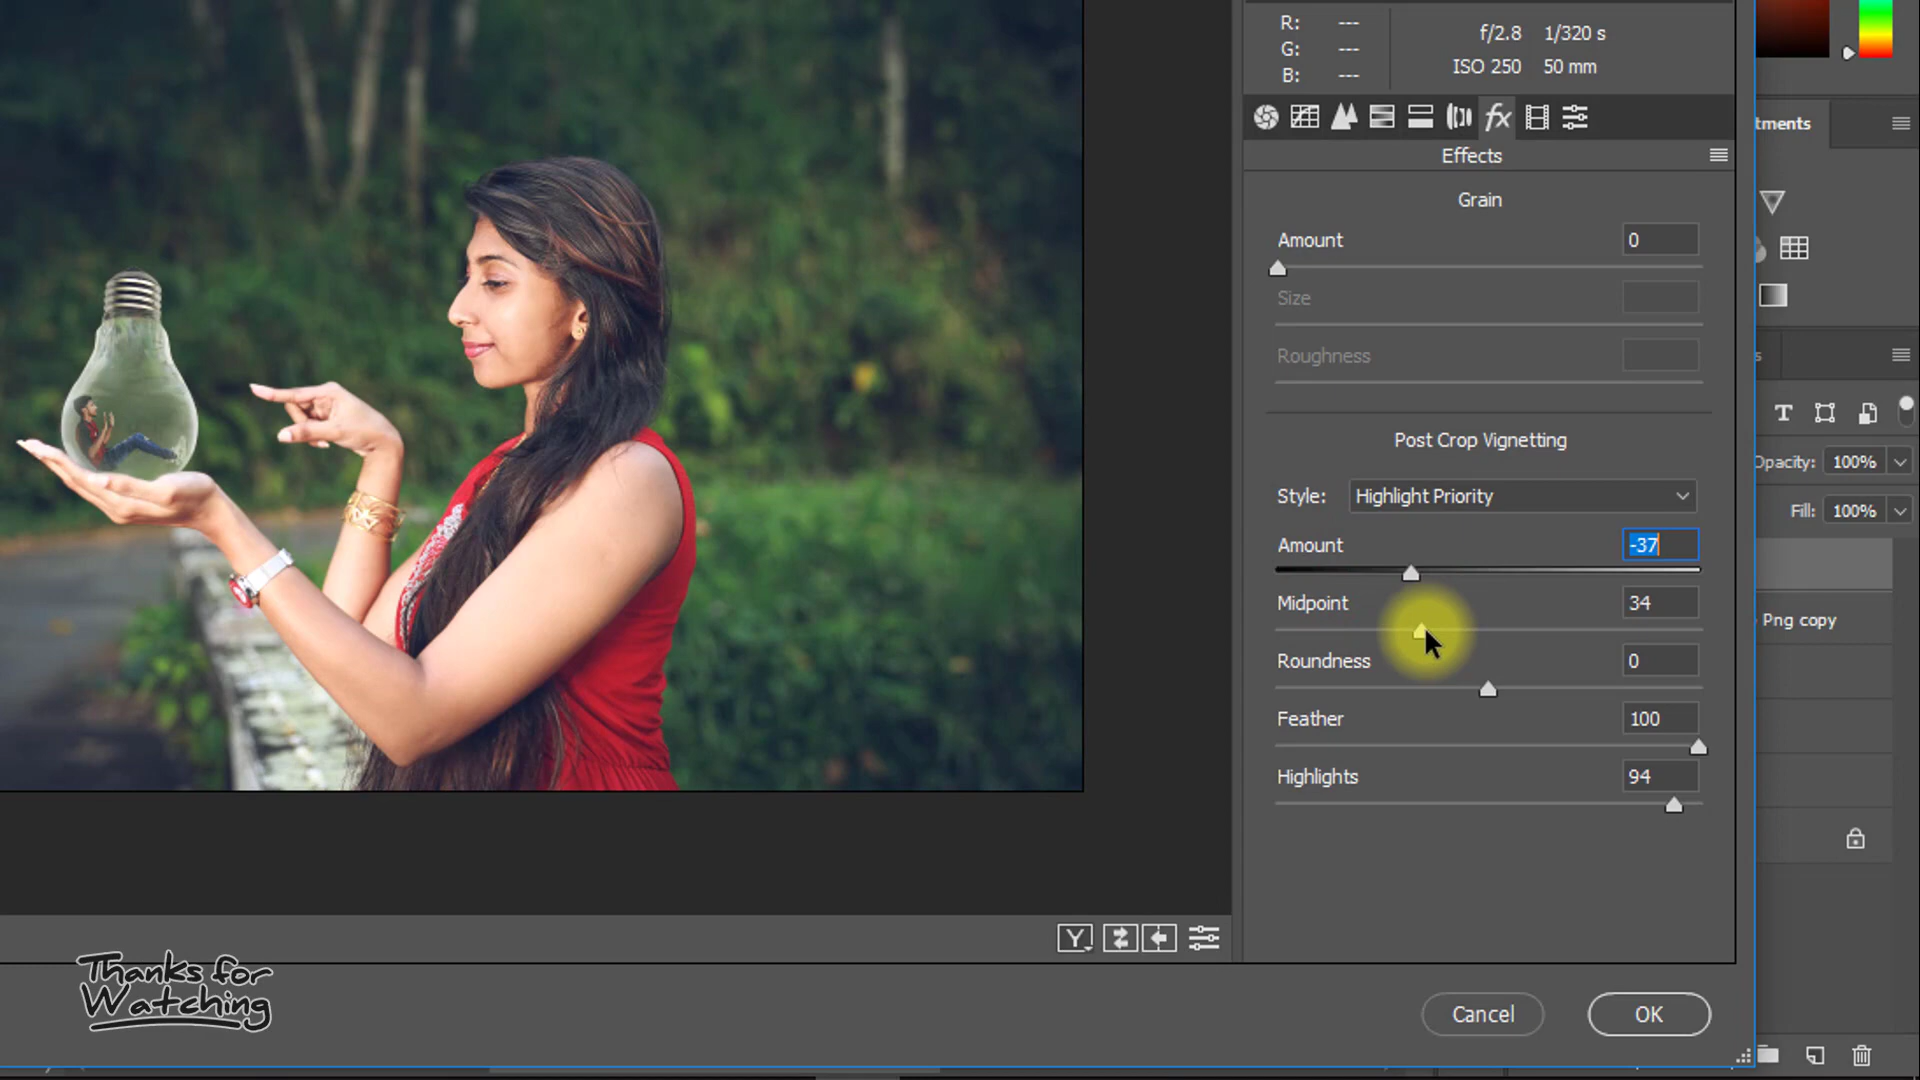 R: ---
G: ---
B: ---
f/2.8 1/320 s
ISO 250 50 mm
fx
Effects
Grain
Amount 0
Size
Roughness
Post Crop Vignetting
Style: Highlight Priority
Amount -37
Midpoint 34
Roundness 0
Feather 100
Highlights 94
Y
Cancel
OK
tments
s
T
Opacity: 100%
Fill: 100%
Png copy
Thanks for
Watching